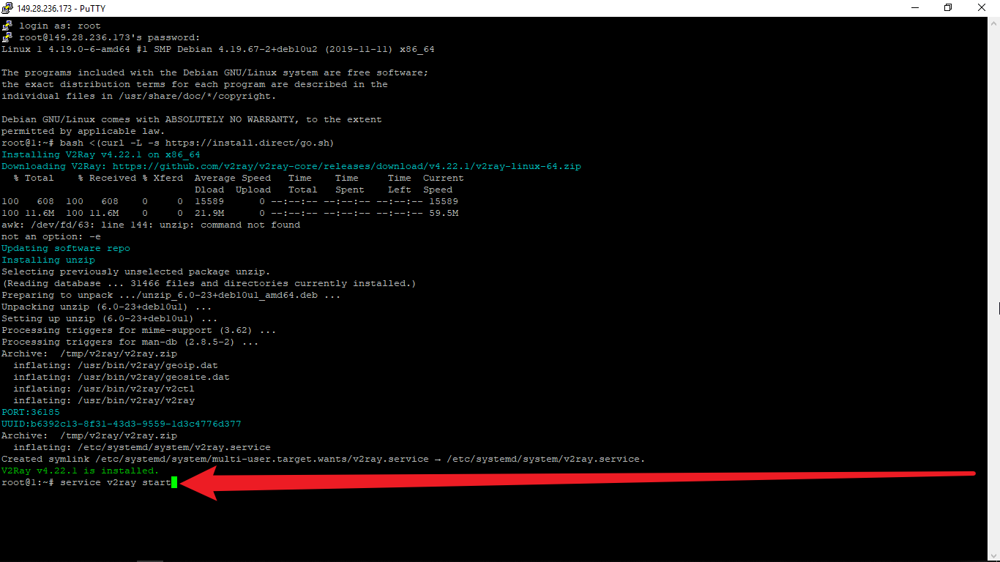 149.28.236.173 - PuTTY
login as: root
root@149.28.236.173's password:
Linux 1 4.19.0-6-amd64 #1 SMP Debian 4.19.67-2+deb10u2 (2019-11-11) x86_64
The programs included with the Debian GNU/Linux system are free software;
the exact distribution terms for each program are described in the
individual files in /usr/share/doc/*/copyright.
Debian GNU/Linux comes with ABSOLUTELY NO WARRANTY, to the extent
permitted by applicable law.
root@1:~# bash <(curl -L -s https://install.direct/go.sh)
Installing V2Ray v4.22.1 on x86_64
Downloading V2Ray: https://github.com/v2ray/v2ray-core/releases/download/v4.22.1/v2ray-linux-64.zip
  % Total    % Received % Xferd  Average Speed   Time    Time     Time  Current
                                 Dload  Upload   Total   Spent    Left  Speed
100   608  100   608    0     0  15589      0 --:--:-- --:--:-- --:--:-- 15589
100 11.6M  100 11.6M    0     0  21.9M      0 --:--:-- --:--:-- --:--:-- 59.5M
awk: /dev/fd/63: line 144: unzip: command not found
not an option: -e
Updating software repo
Installing unzip
Selecting previously unselected package unzip.
(Reading database ... 31466 files and directories currently installed.)
Preparing to unpack .../unzip_6.0-23+deb10u1_amd64.deb ...
Unpacking unzip (6.0-23+deb10u1) ...
Setting up unzip (6.0-23+deb10u1) ...
Processing triggers for mime-support (3.62) ...
Processing triggers for man-db (2.8.5-2) ...
Archive:  /tmp/v2ray/v2ray.zip
  inflating: /usr/bin/v2ray/geoip.dat
  inflating: /usr/bin/v2ray/geosite.dat
  inflating: /usr/bin/v2ray/v2ctl
  inflating: /usr/bin/v2ray/v2ray
PORT:36185
UUID:b6392c13-8f31-43d3-9559-1d3c4776d377
Archive:  /tmp/v2ray/v2ray.zip
  inflating: /etc/systemd/system/v2ray.service
Created symlink /etc/systemd/system/multi-user.target.wants/v2ray.service → /etc/systemd/system/v2ray.service.
V2Ray v4.22.1 is installed.
root@1:~# service v2ray start